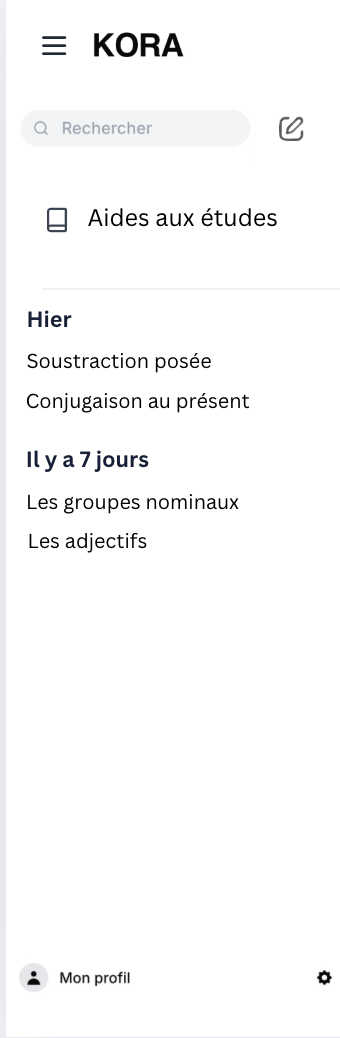 KORA
Rechercher
Aides aux études
Hier
Soustraction posée
Conjugaison au présent
Il y a 7 jours
Les groupes nominaux
Les adjectifs
Mon profil